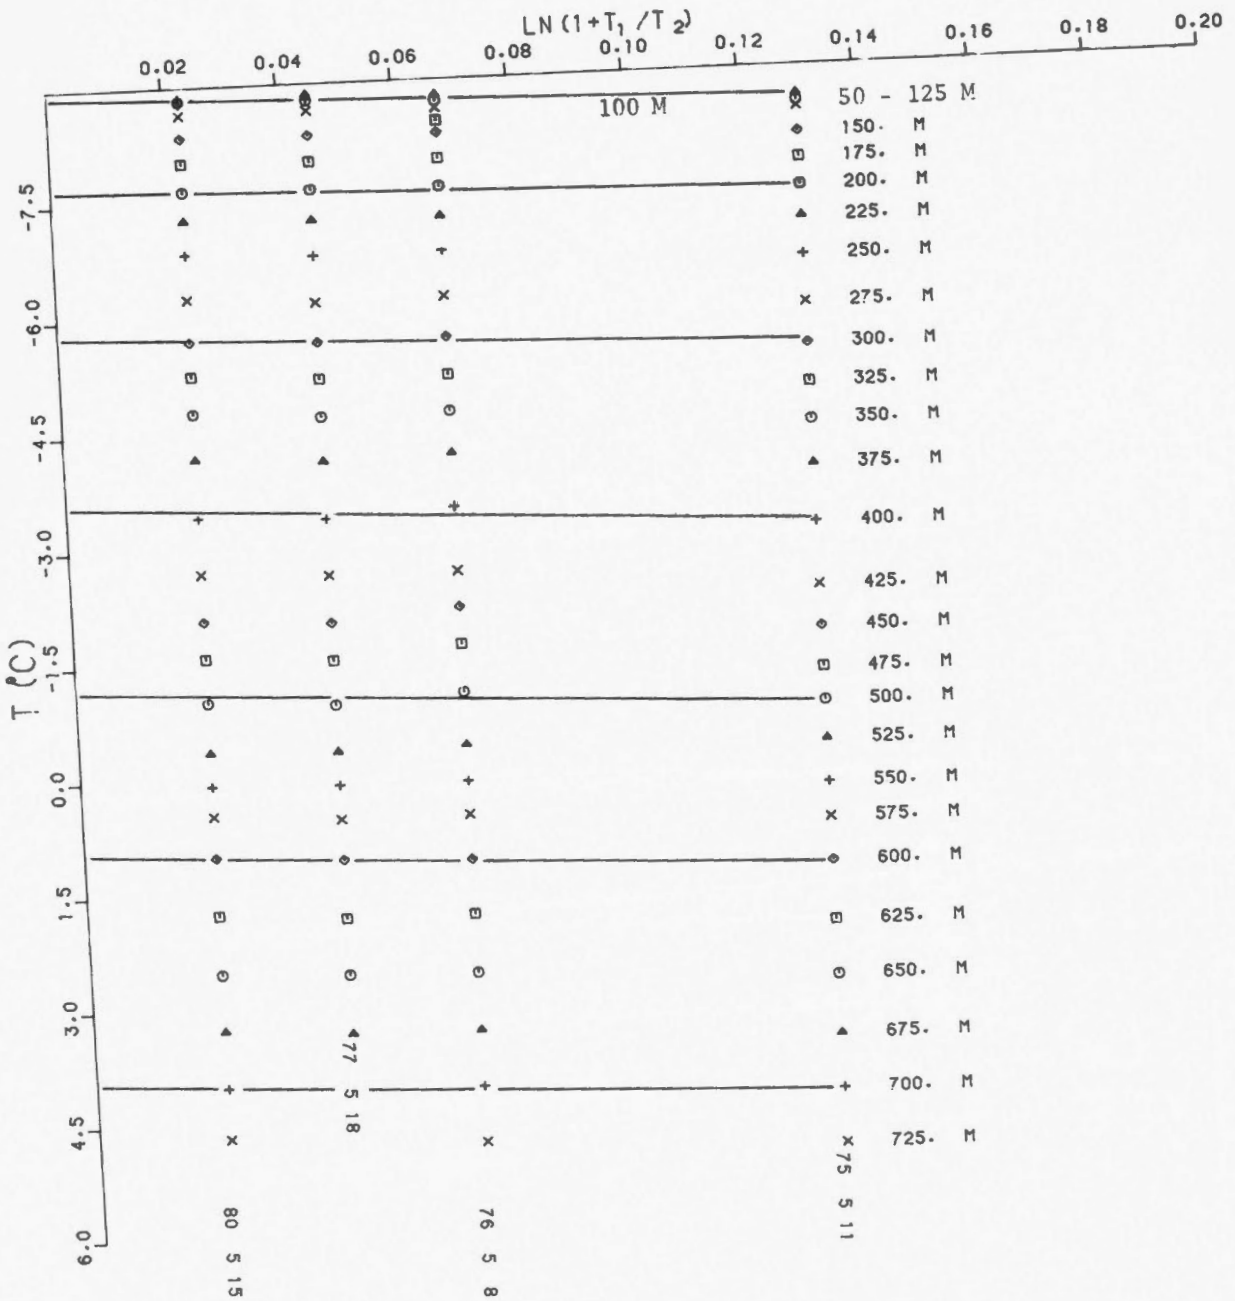 LN (1+T₁ /T₂)
0.02 0.04 0.06 0.08 0.10 0.12 0.14 0.16 0.18 0.20
100 M
50 - 125 M
150. M
175. M
200. M
-7.5
225. M
250. M
275. M
-6.0
300. M
325. M
350. M
-4.5
375. M
400. M
-3.0
425. M
450. M
475. M
-1.5
T (°C)
500. M
525. M
550. M
0.0
575. M
600. M
1.5
625. M
650. M
3.0
675. M
700. M
4.5
725. M
6.0
77 5 18
75 5 11
80 5 15
76 5 8